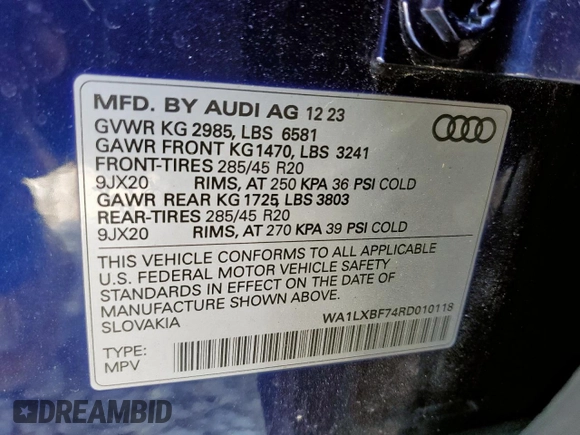 MFD. BY AUDI AG 12 23
GVWR KG 2985, LBS 6581
GAWR FRONT KG1470, LBS 3241
FRONT-TIRES 285/45 R20
9JX20 RIMS, AT 250 KPA 36 PSI COLD
GAWR REAR KG 1725, LBS 3803
REAR-TIRES 285/45 R20
9JX20 RIMS, AT 270 KPA 39 PSI COLD
THIS VEHICLE CONFORMS TO ALL APPLICABLE
U.S. FEDERAL MOTOR VEHICLE SAFETY
STANDARDS IN EFFECT ON THE DATE OF
MANUFACTURE SHOWN ABOVE.
SLOVAKIA
WA1LXBF74RD010118
TYPE:
MPV
DREAMBID